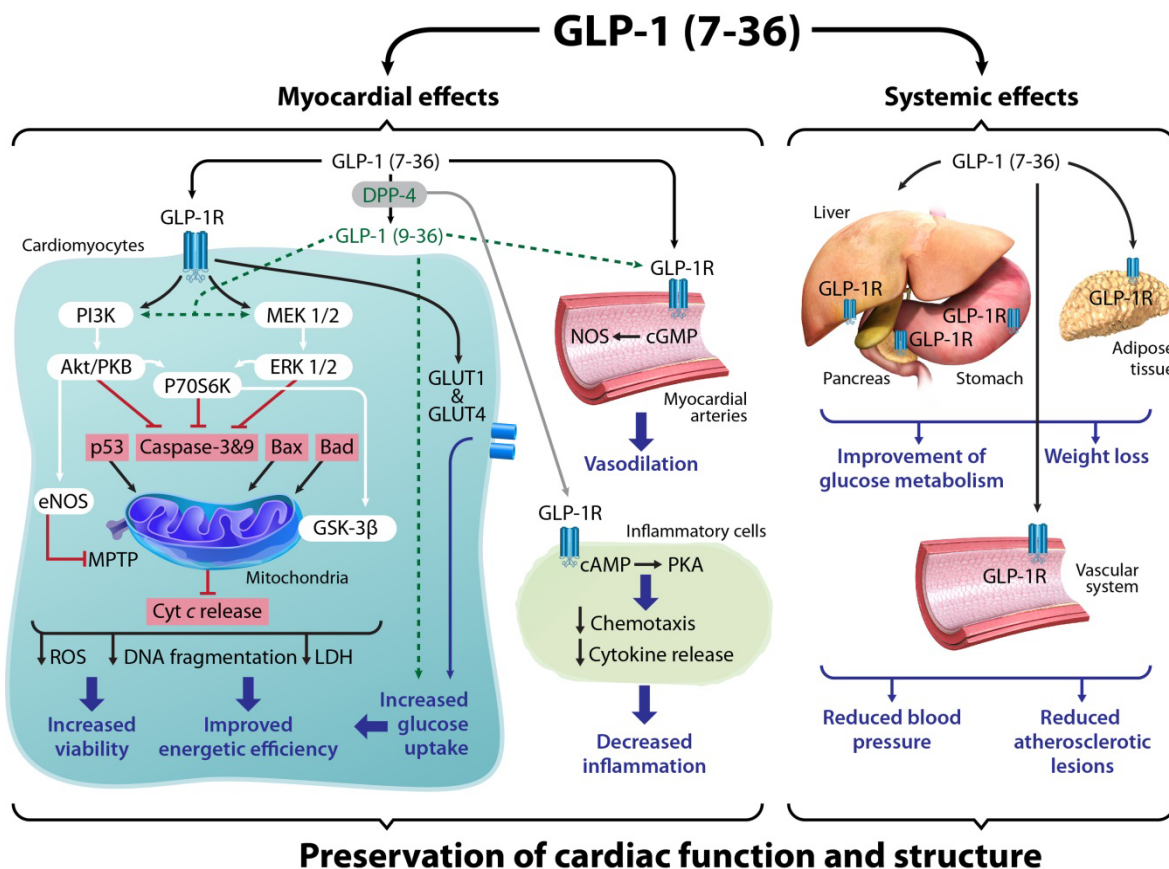 GLP-1 (7-36)
Myocardial effects
GLP-1 (7-36)
DPP-4
GLP-1 (9-36)
GLP-1R
Cardiomyocytes
PI3K
MEK 1/2
Akt/PKB
P70S6K
ERK 1/2
GLUT1
& GLUT4
p53
Caspase-3&9
Bax
Bad
eNOS
GSK-3β
MPTP
Mitochondria
Cyt c release
ROS
DNA fragmentation
LDH
Increased
viability
Improved
energetic efficiency
Increased
glucose
uptake
GLP-1R
NOS
cGMP
Myocardial
arteries
Vasodilation
GLP-1R
Inflammatory cells
cAMP
PKA
Chemotaxis
Cytokine release
Decreased
inflammation
Systemic effects
GLP-1 (7-36)
Liver
GLP-1R
GLP-1R
GLP-1R
Pancreas
Stomach
GLP-1R
Adipose
tissue
Improvement of
glucose metabolism
Weight loss
GLP-1R
Vascular
system
Reduced blood
pressure
Reduced
atherosclerotic
lesions
Preservation of cardiac function and structure